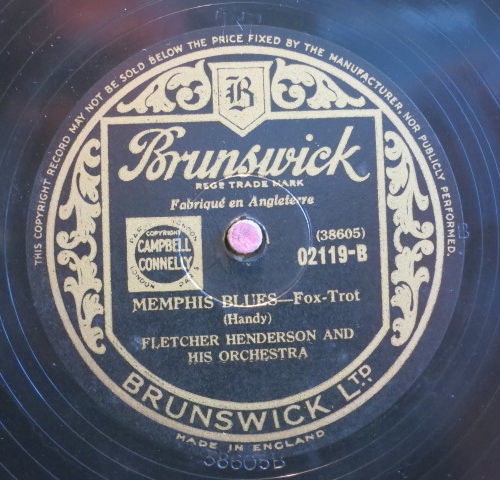 THIS COPYRIGHT RECORD MAY NOT BE SOLD BELOW THE PRICE FIXED BY THE MANUFACTURER, NOR PUBLICLY PERFORMED.
B
Brunswick
REGD TRADE MARK
Fabriqué en Angleterre
COPYRIGHT
CAMPBELL
CONNELLY
(38605)
02119-B
MEMPHIS BLUES—Fox-Trot
(Handy)
FLETCHER HENDERSON AND
HIS ORCHESTRA
BRUNSWICK LTD
MADE IN ENGLAND
38605B